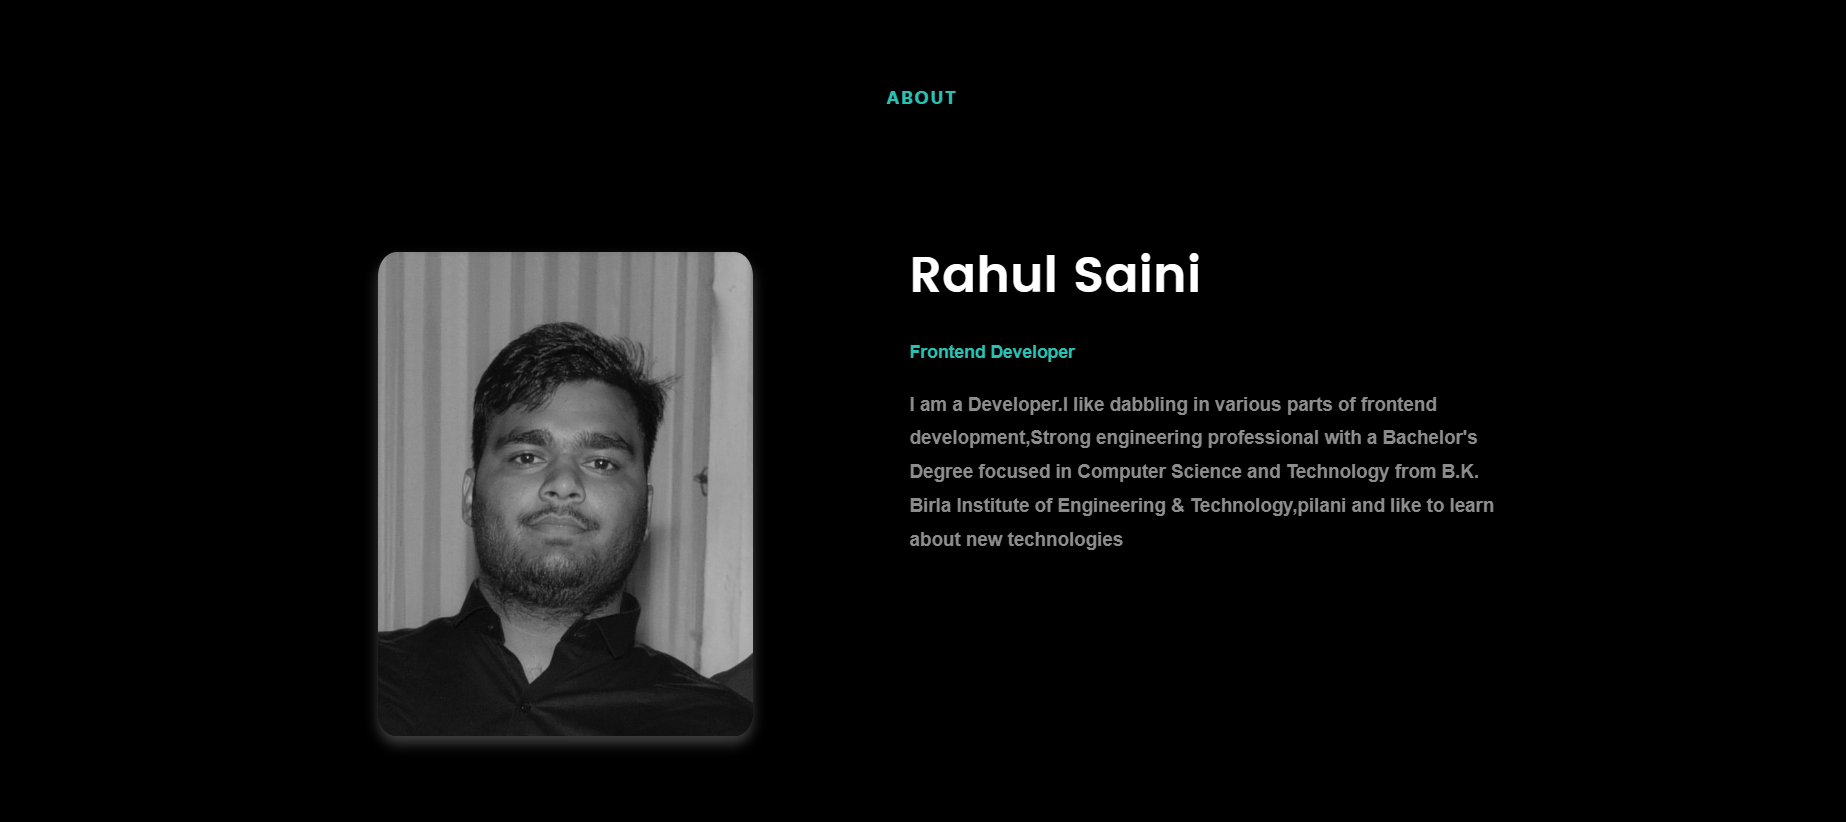 ABOUT
Rahul Saini
Frontend Developer
I am a Developer.I like dabbling in various parts of frontend
development,Strong engineering professional with a Bachelor's
Degree focused in Computer Science and Technology from B.K.
Birla Institute of Engineering & Technology,pilani and like to learn
about new technologies